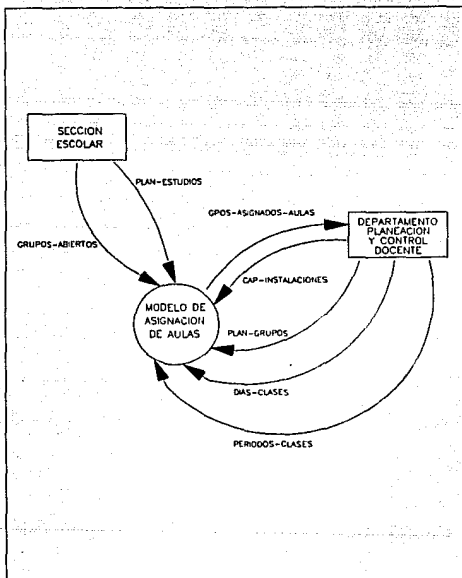 SECCION
ESCOLAR
PLAN-ESTUDIOS
GRUPOS-ABIERTOS
GPOS-ASIGNADOS-AULAS
DEPARTAMENTO
PLANEACION
Y CONTROL
DOCENTE
CAP-INSTALACIONES
MODELO DE
ASIGNACION
DE AULAS
PLAN-GRUPOS
DIAS-CLASES
PERIODOS-CLASES